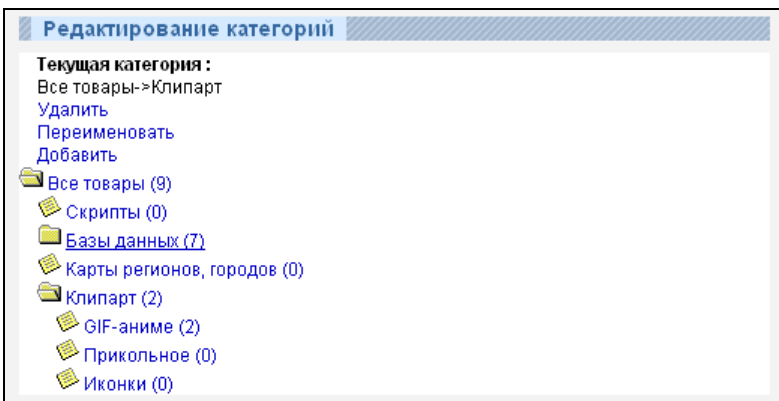 Редактирование категорий
Текущая категория :
Все товары->Клипарт
Удалить
Переименовать
Добавить
Все товары (9)
Скрипты (0)
Базы данных (7)
Карты регионов, городов (0)
Клипарт (2)
GIF-аниме (2)
Прикольное (0)
Иконки (0)